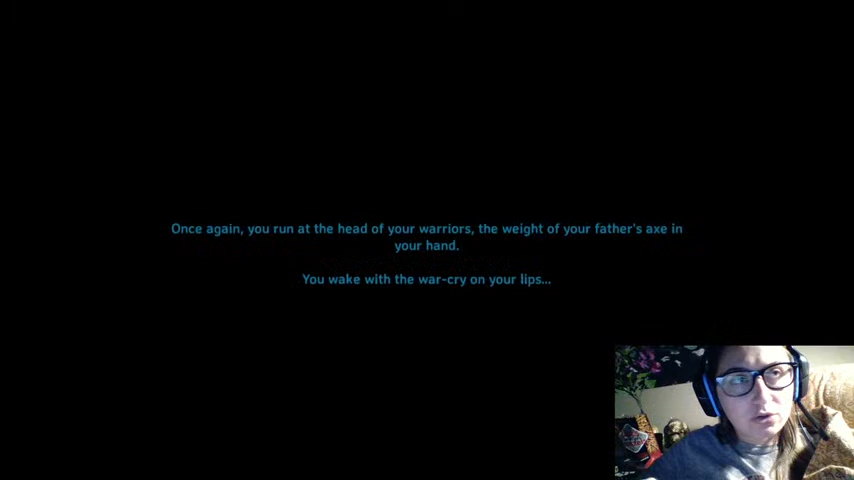 Once again, you run at the head of your warriors, the weight of your father's axe in
your hand.
You wake with the war-cry on your lips...